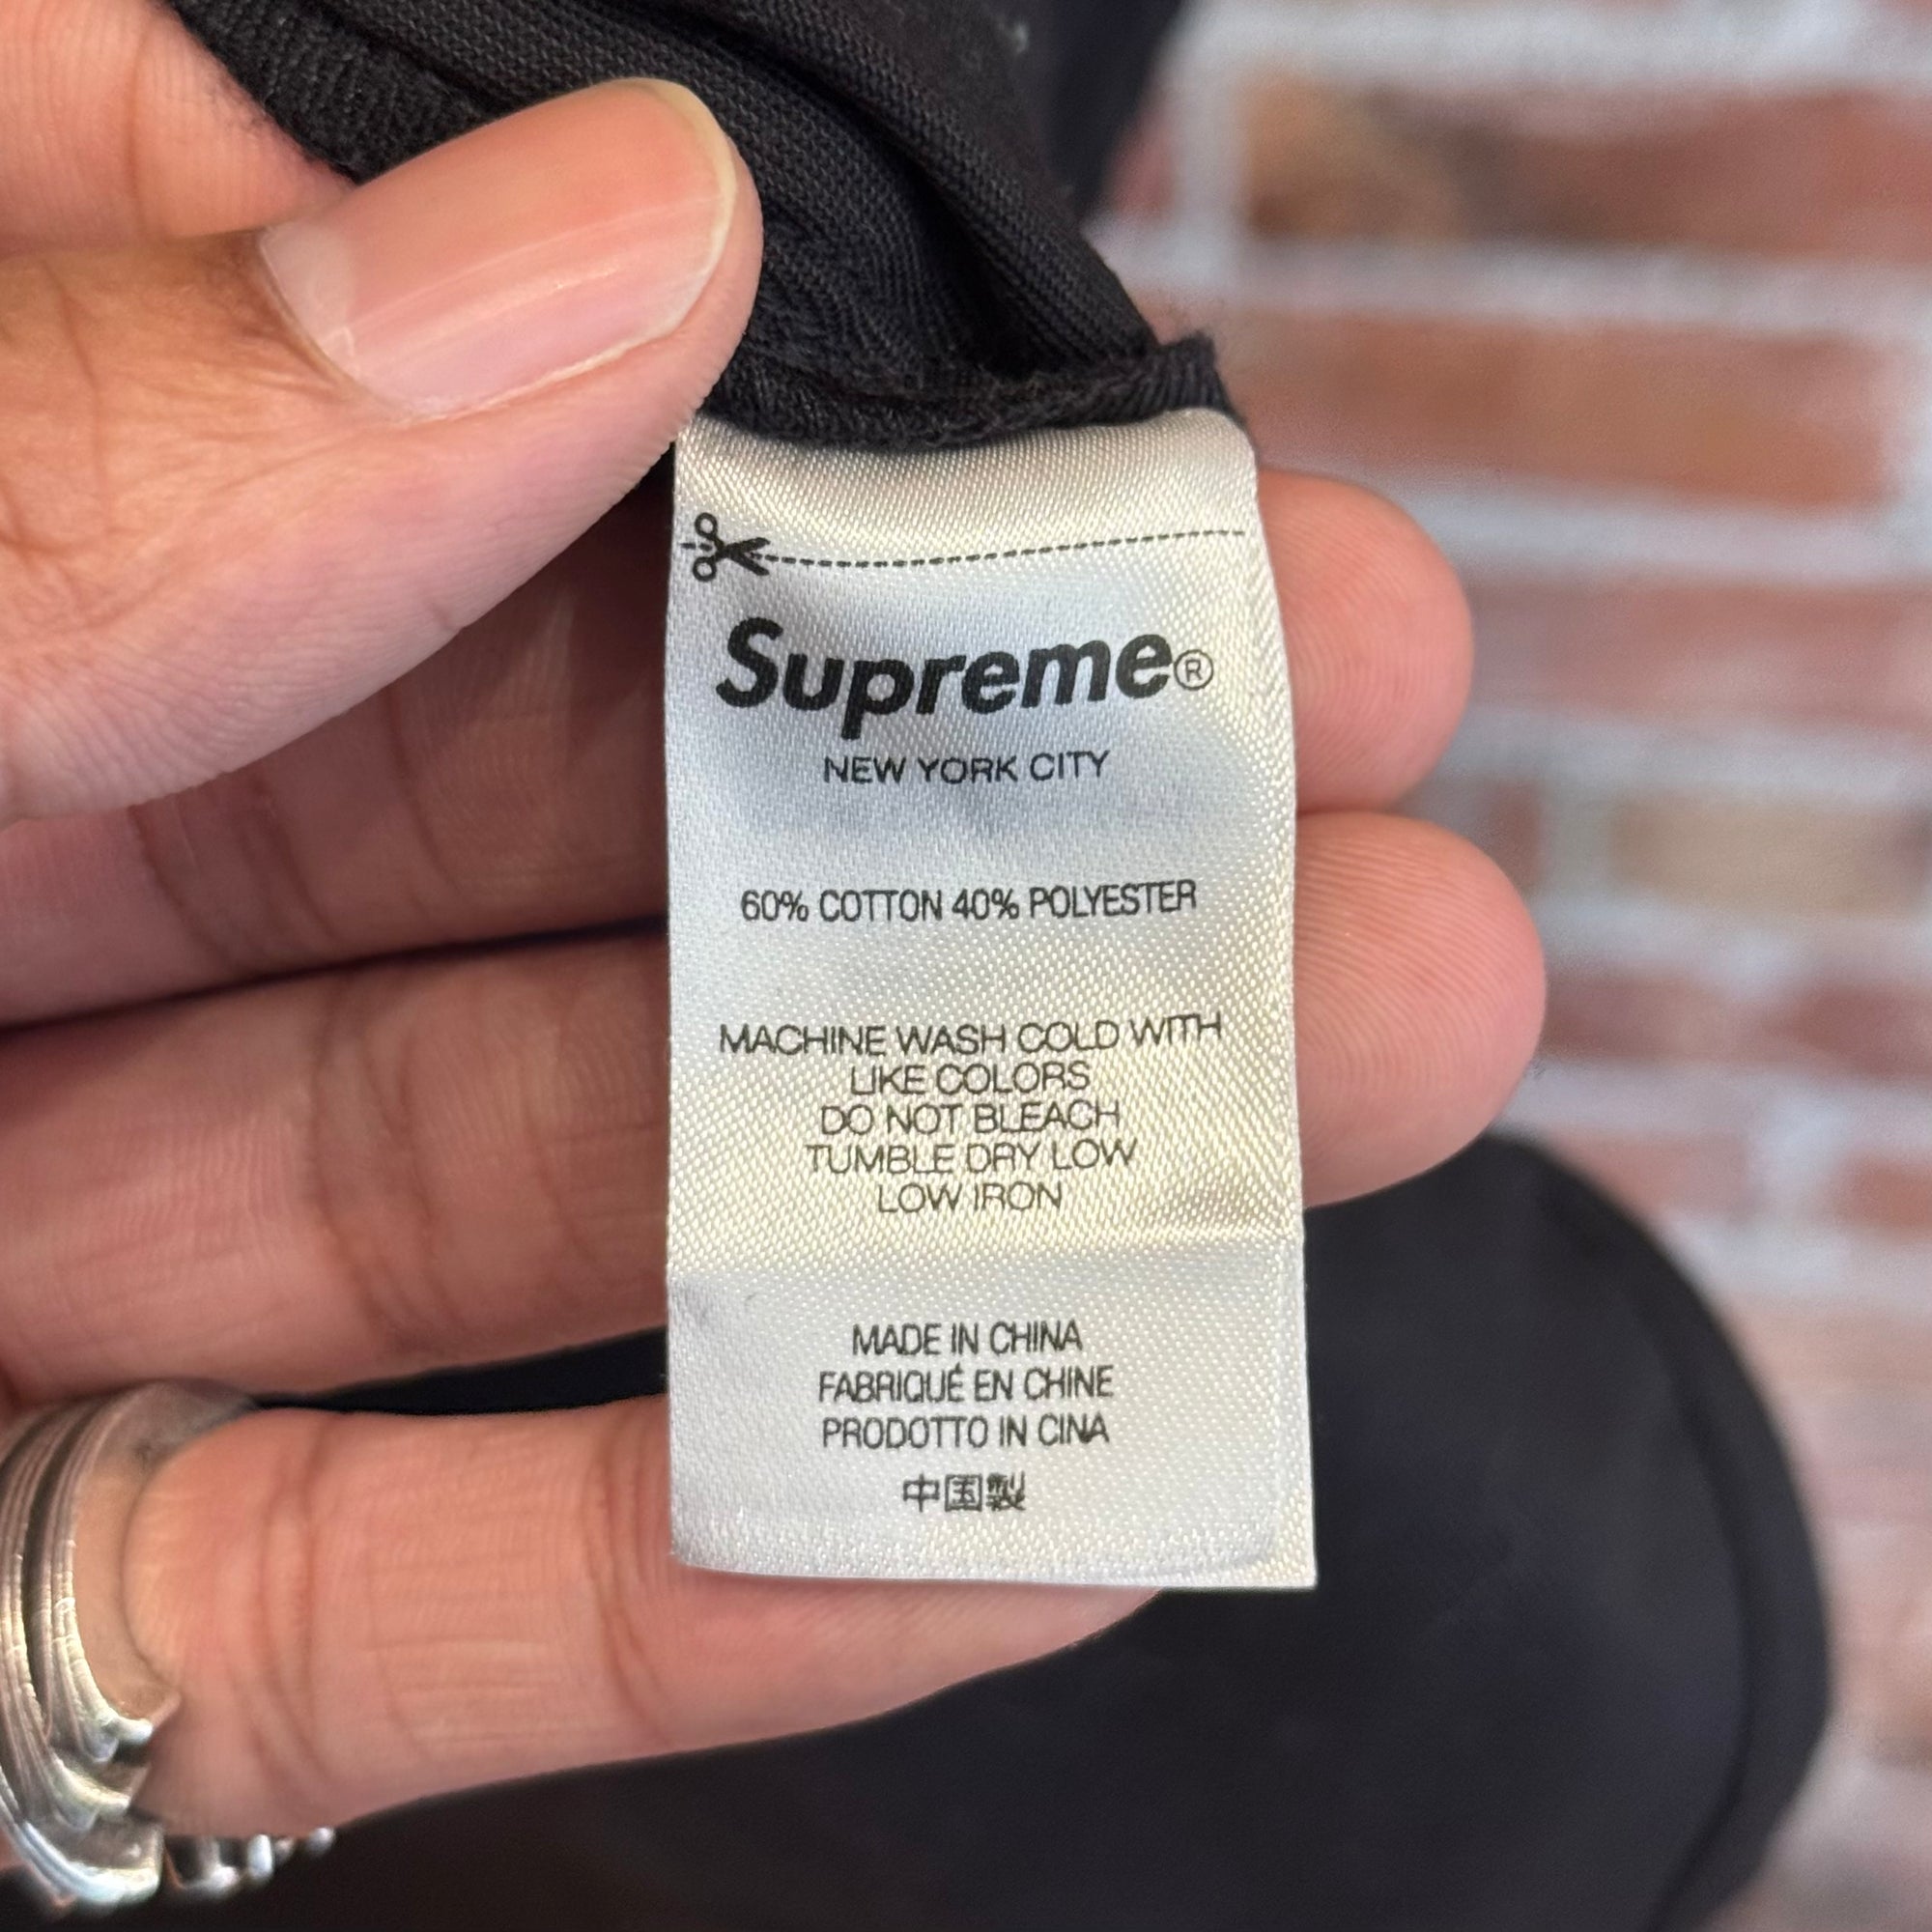 Supreme®
NEW YORK CITY
60% COTTON 40% POLYESTER
MACHINE WASH COLD WITH
LIKE COLORS
DO NOT BLEACH
TUMBLE DRY LOW
LOW IRON
MADE IN CHINA
FABRIQUÉ EN CHINE
PRODOTTO IN CINA
中国製